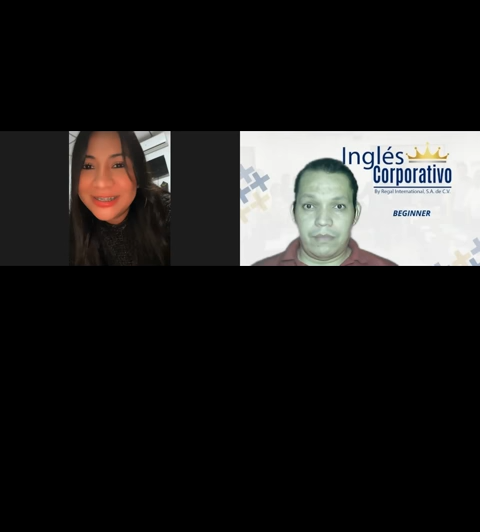 Inglés
Corporativo
By Regal International, S.A. de C.V.
BEGINNER